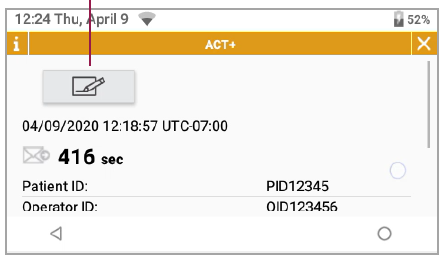 12:24 Thu, April 9 52%
i ACT+ X
04/09/2020 12:18:57 UTC-07:00
416 sec
Patient ID: PID12345
Operator ID: OID123456